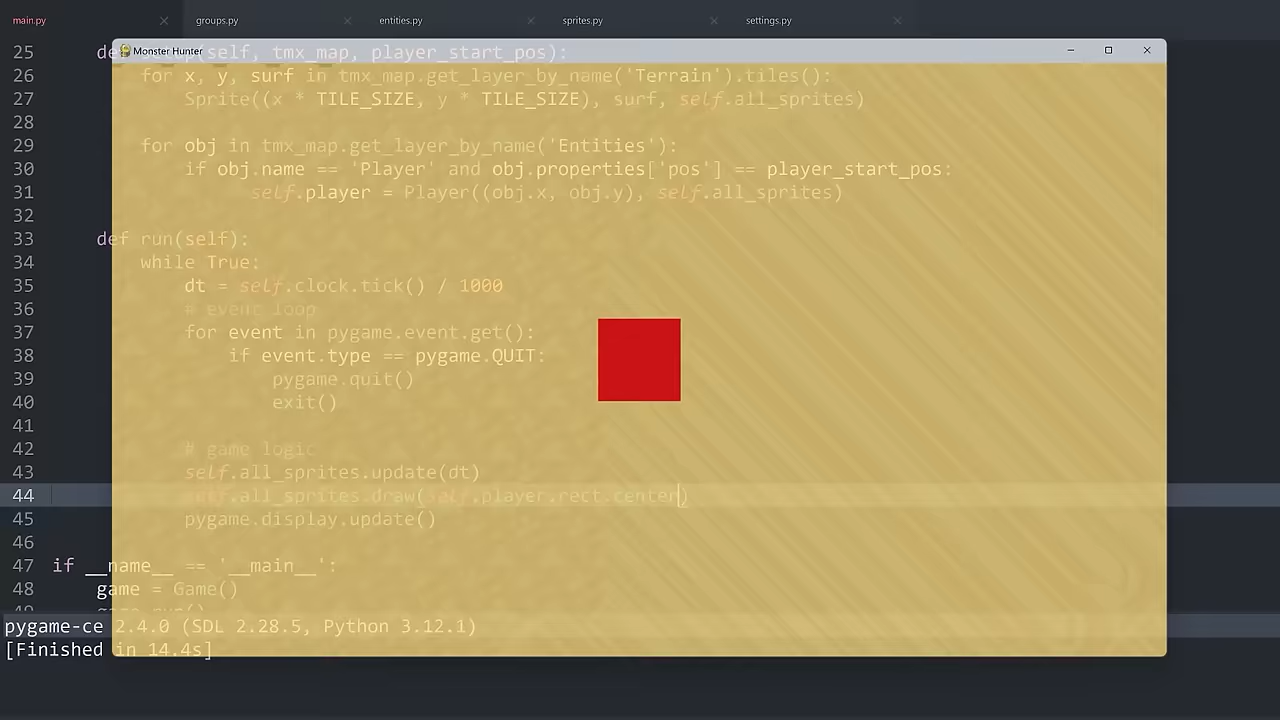 main.py groups.py entities.py sprites.py settings.py
Monster Hunter
25 def setup(self, tmx_map, player_start_pos):
26 for x, y, surf in tmx_map.get_layer_by_name('Terrain').tiles():
27 Sprite((x * TILE_SIZE, y * TILE_SIZE), surf, self.all_sprites)
28
29 for obj in tmx_map.get_layer_by_name('Entities'):
30 if obj.name == 'Player' and obj.properties['pos'] == player_start_pos:
31 self.player = Player((obj.x, obj.y), self.all_sprites)
32
33 def run(self):
34 while True:
35 dt = self.clock.tick() / 1000
36 # event loop
37 for event in pygame.event.get():
38 if event.type == pygame.QUIT:
39 pygame.quit()
40 exit()
41
42 # game logic
43 self.all_sprites.update(dt)
44 self.all_sprites.draw(self.player.rect.center)
45 pygame.display.update()
46
47 if __name__ == '__main__':
48 game = Game()
49 game.run()
pygame-ce 2.4.0 (SDL 2.28.5, Python 3.12.1)
[Finished in 14.4s]